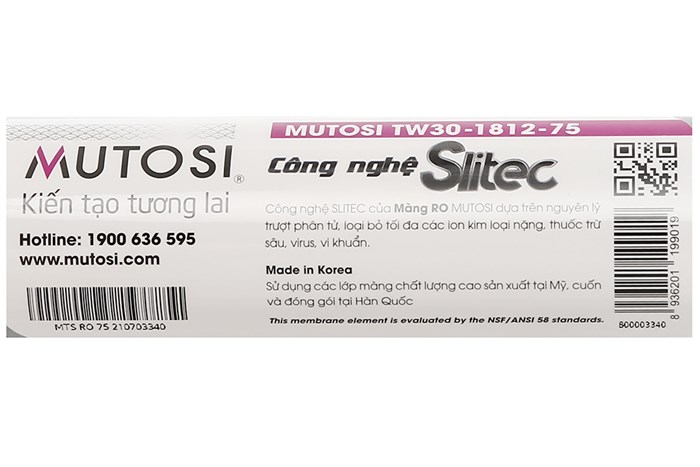 MUTOSI®
Kiến tạo tương lai
Hotline: 1900 636 595
www.mutosi.com
MTS RO 75 210703340
MUTOSI TW30-1812-75
Công nghệ Slitec
Công nghệ SLITEC của Màng RO MUTOSI dựa trên nguyên lý
trượt phân tử, loại bỏ tối đa các ion kim loại nặng, thuốc trừ
sâu, virus, vi khuẩn.
Made in Korea
Sử dụng các lớp màng chất lượng cao sản xuất tại Mỹ, cuốn
và đóng gói tại Hàn Quốc
This membrane element is evaluated by the NSF/ANSI 58 standards.
8 936201 199019
B00003340